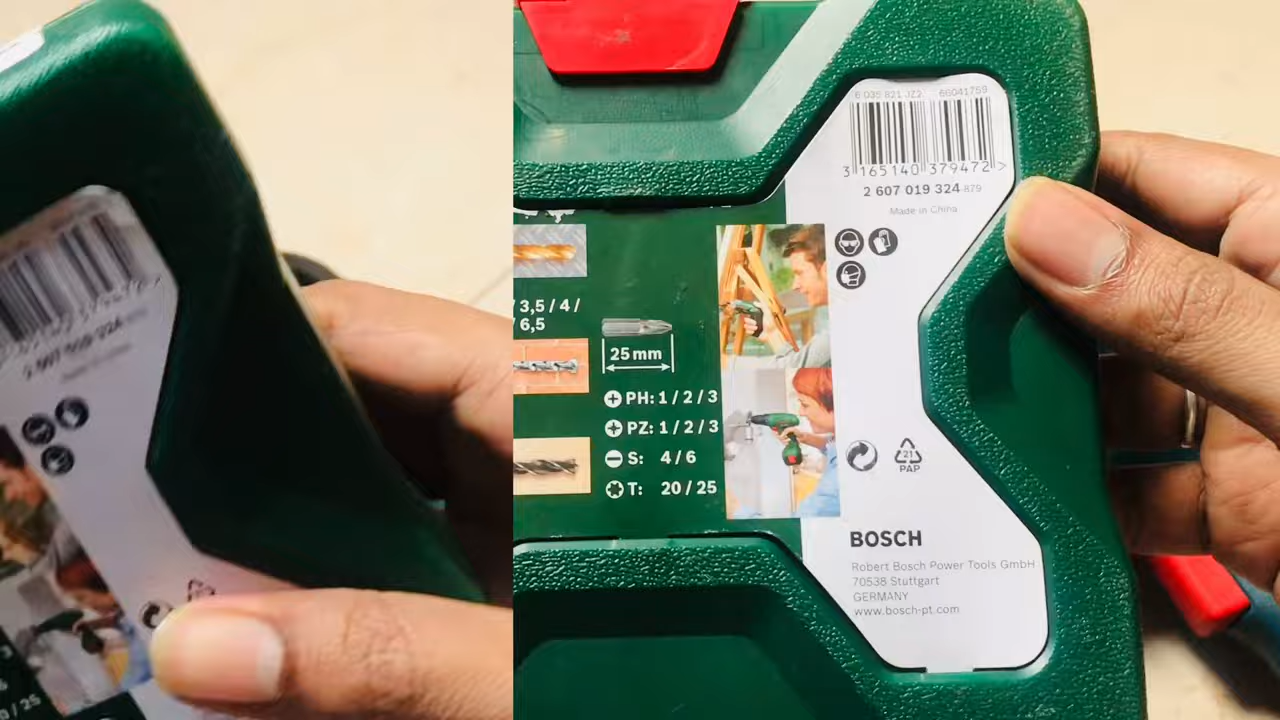 6 035 821 JZ2 66041759
3 165140 379472 >
2 607 019 324 879
Made in China
/ 3,5 / 4 /
/ 6,5
25 mm
PH: 1 / 2 / 3
PZ: 1 / 2 / 3
S: 4 / 6
T: 20 / 25
21
PAP
BOSCH
Robert Bosch Power Tools GmbH
70538 Stuttgart
GERMANY
www.bosch-pt.com